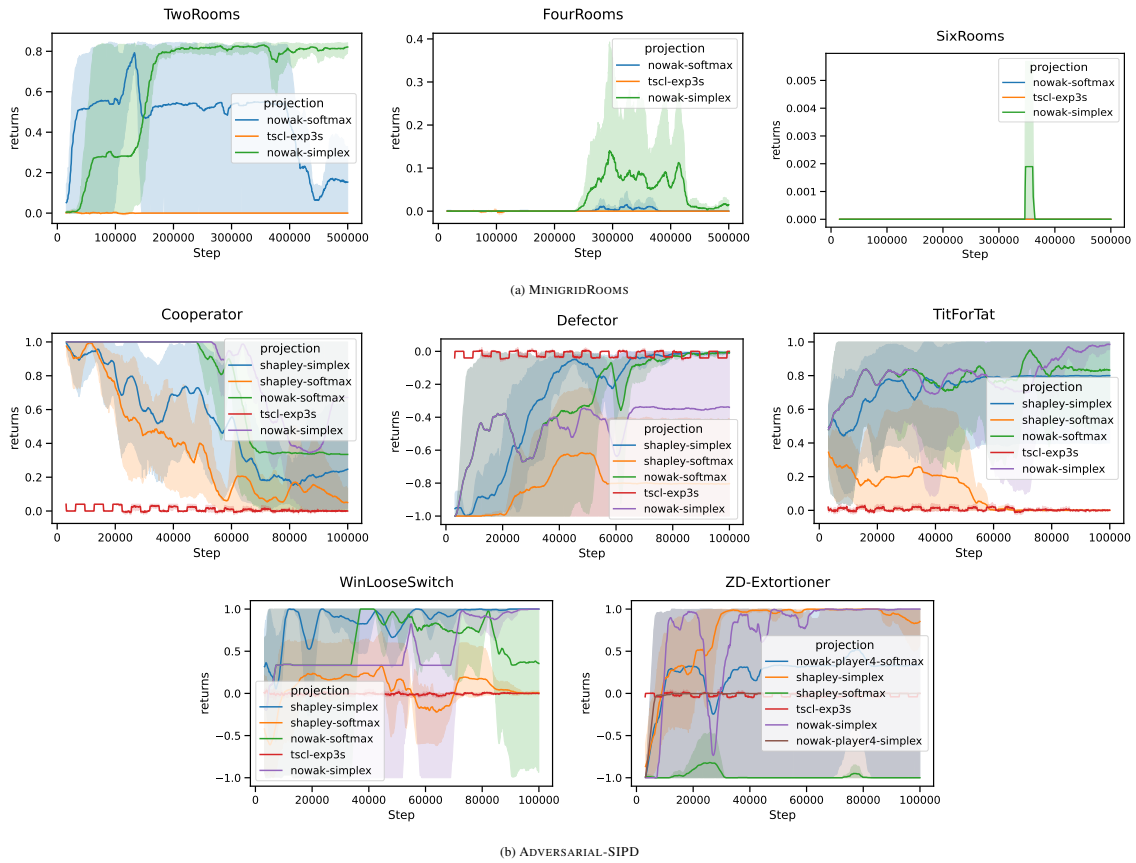 TwoRooms
0.8
0.6
0.4
0.2
0.0
returns
0 100000 200000 300000 400000 500000
Step
projection
nowak-softmax
tscl-exp3s
nowak-simplex
FourRooms
0.4
0.3
0.2
0.1
0.0
returns
0 100000 200000 300000 400000 500000
Step
projection
nowak-softmax
tscl-exp3s
nowak-simplex
SixRooms
0.005
0.004
0.003
0.002
0.001
0.000
returns
0 100000 200000 300000 400000 500000
Step
projection
nowak-softmax
tscl-exp3s
nowak-simplex
(a) MINIGRIDROOMS
Cooperator
1.0
0.8
0.6
0.4
0.2
0.0
returns
0 20000 40000 60000 80000 100000
Step
projection
shapley-simplex
shapley-softmax
nowak-softmax
tscl-exp3s
nowak-simplex
Defector
0.0
−0.2
−0.4
−0.6
−0.8
−1.0
returns
0 20000 40000 60000 80000 100000
Step
projection
shapley-simplex
shapley-softmax
nowak-softmax
tscl-exp3s
nowak-simplex
TitForTat
1.0
0.8
0.6
0.4
0.2
0.0
returns
0 20000 40000 60000 80000 100000
Step
projection
shapley-simplex
shapley-softmax
nowak-softmax
tscl-exp3s
nowak-simplex
WinLooseSwitch
1.0
0.5
0.0
−0.5
−1.0
returns
0 20000 40000 60000 80000 100000
Step
projection
shapley-simplex
shapley-softmax
nowak-softmax
tscl-exp3s
nowak-simplex
ZD-Extortioner
1.0
0.5
0.0
−0.5
−1.0
returns
0 20000 40000 60000 80000 100000
Step
projection
nowak-player4-softmax
shapley-simplex
shapley-softmax
tscl-exp3s
nowak-simplex
nowak-player4-simplex
(b) ADVERSARIAL-SIPD